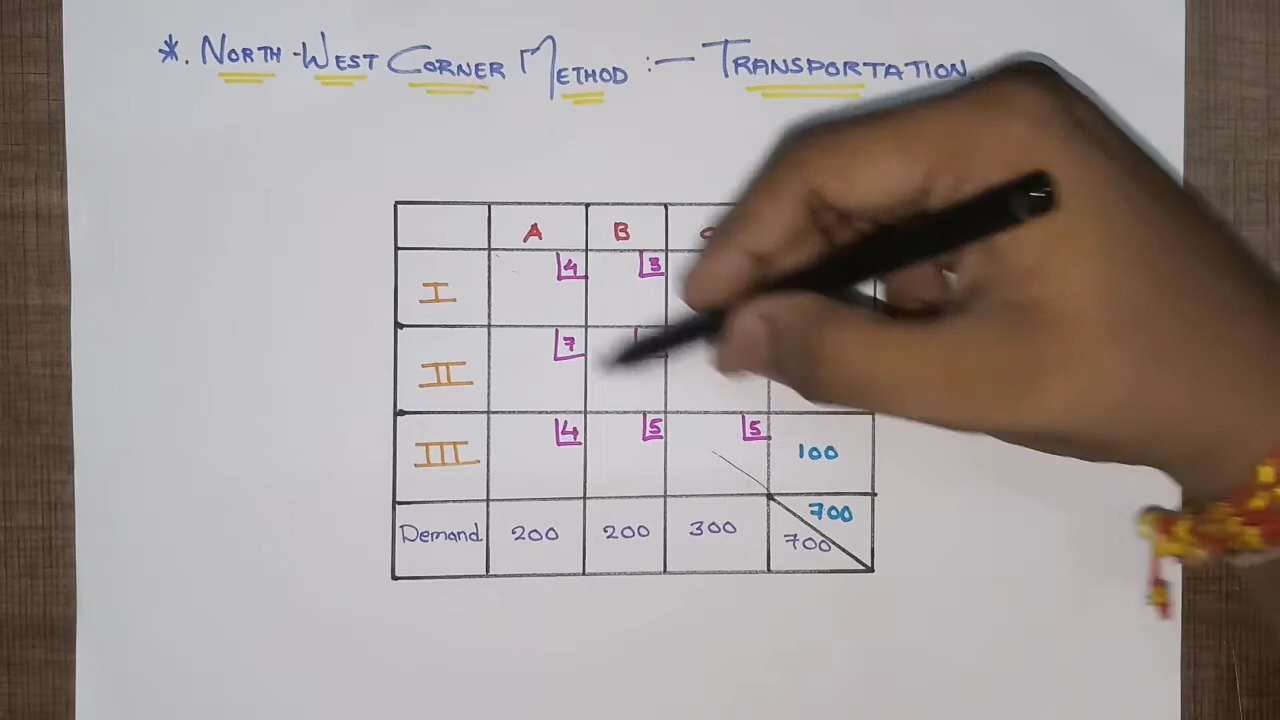 *. NORTH-WEST CORNER METHOD :- TRANSPORTATION.
A B
I 4 3
II 7
III 4 5 5 100
Demand 200 200 300 700 700